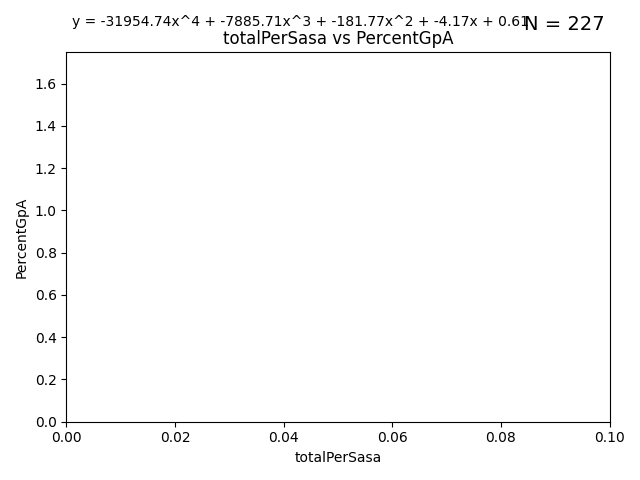 y = -31954.74x^4 + -7885.71x^3 + -181.77x^2 + -4.17x + 0.61
N = 227
totalPerSasa vs PercentGpA
1.6
1.4
1.2
1.0
0.8
0.6
0.4
0.2
0.0
PercentGpA
0.00 0.02 0.04 0.06 0.08 0.10
totalPerSasa